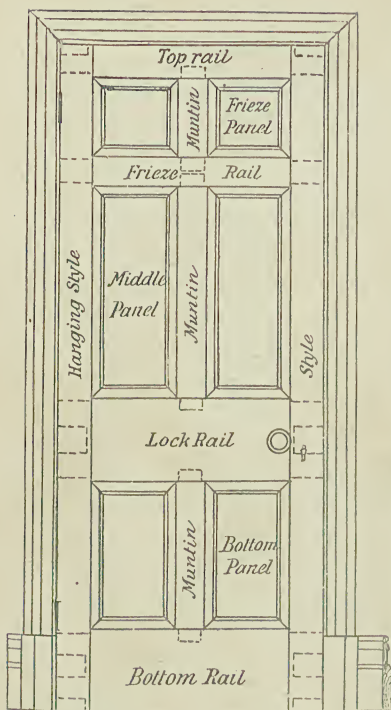 Top rail
Muntin
Frieze
Panel
Frieze Rail
Hanging Style
Middle
Panel
Muntin
Style
Lock Rail
Muntin
Bottom
Panel
Bottom Rail